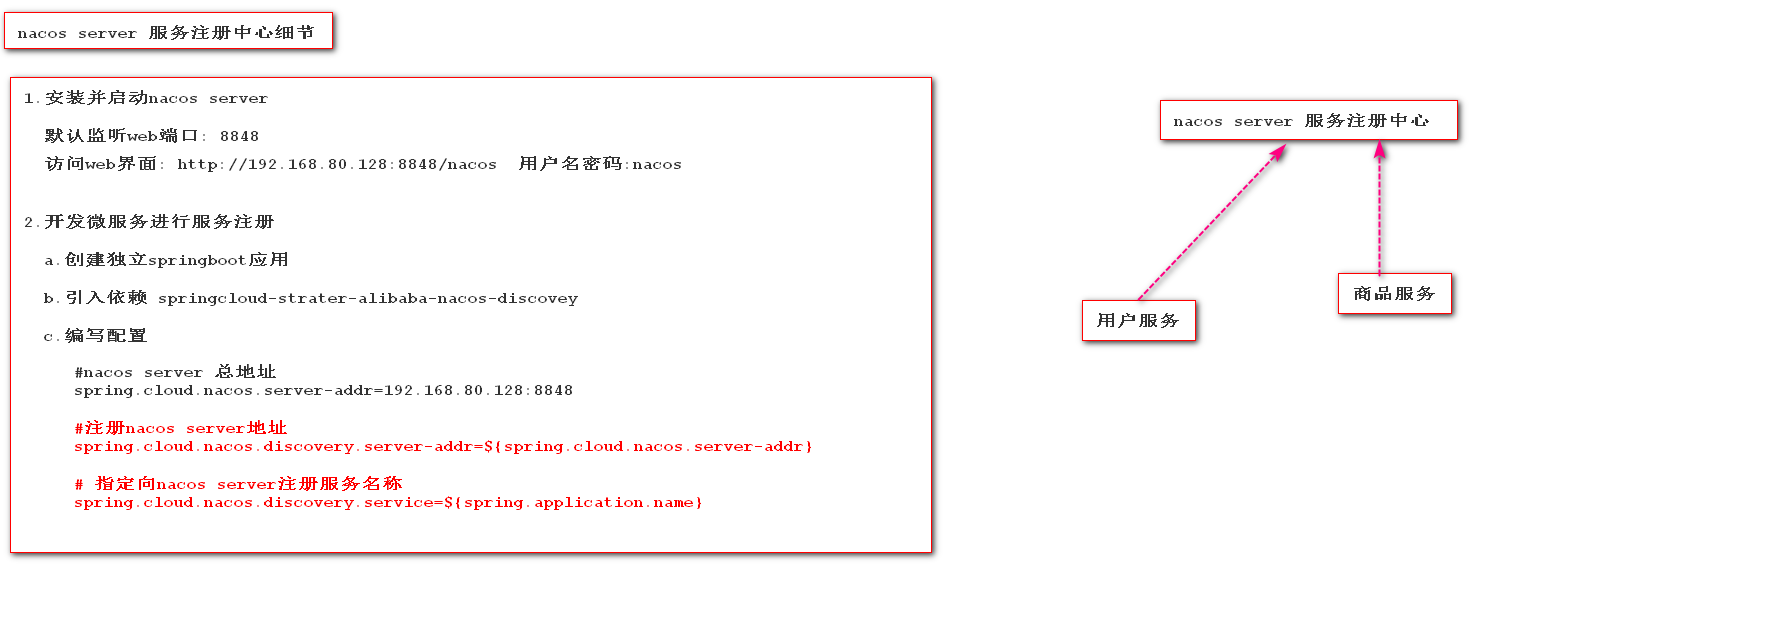 nacos server 服务注册中心细节
1.安装并启动nacos server
默认监听web端口: 8848
访问web界面: http://192.168.80.128:8848/nacos 用户名密码:nacos
2.开发微服务进行服务注册
a.创建独立springboot应用
b.引入依赖 springcloud-strater-alibaba-nacos-discovey
c.编写配置
#nacos server 总地址
spring.cloud.nacos.server-addr=192.168.80.128:8848
#注册nacos server地址
spring.cloud.nacos.discovery.server-addr=${spring.cloud.nacos.server-addr}
# 指定向nacos server注册服务名称
spring.cloud.nacos.discovery.service=${spring.application.name}
nacos server 服务注册中心
商品服务
用户服务